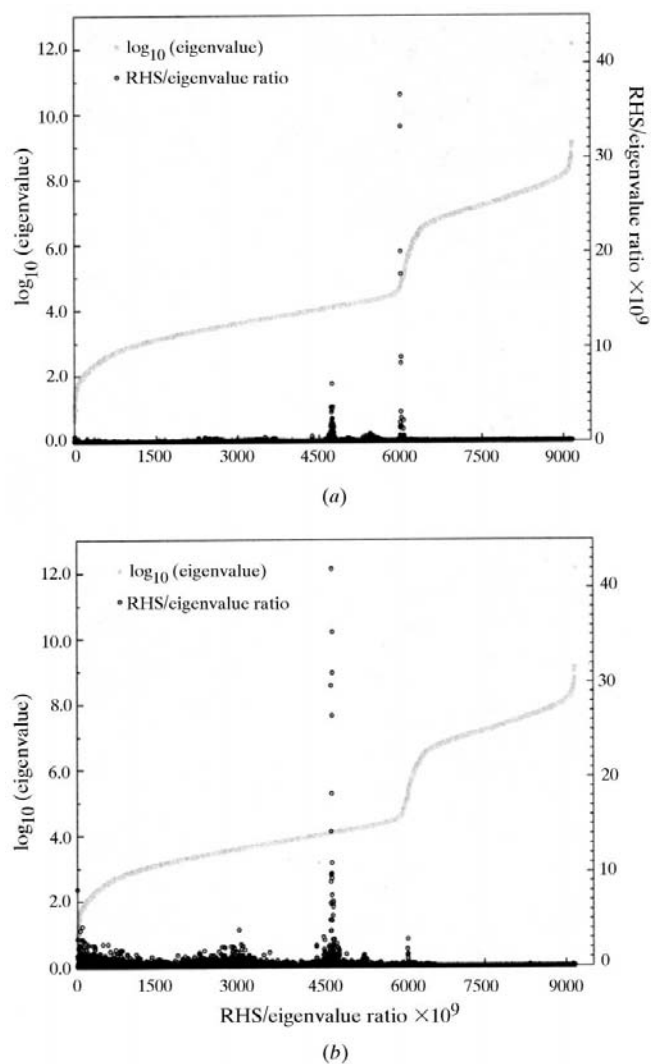 12.0
10.0
8.0
6.0
4.0
2.0
0.0
log10 (eigenvalue)
log10 (eigenvalue)
RHS/eigenvalue ratio
40
30
20
10
0
RHS/eigenvalue ratio ×10^9
0 1500 3000 4500 6000 7500 9000
(a)
12.0
10.0
8.0
6.0
4.0
2.0
0.0
log10 (eigenvalue)
log10 (eigenvalue)
RHS/eigenvalue ratio
40
30
20
10
0
0 1500 3000 4500 6000 7500 9000
RHS/eigenvalue ratio ×10^9
(b)